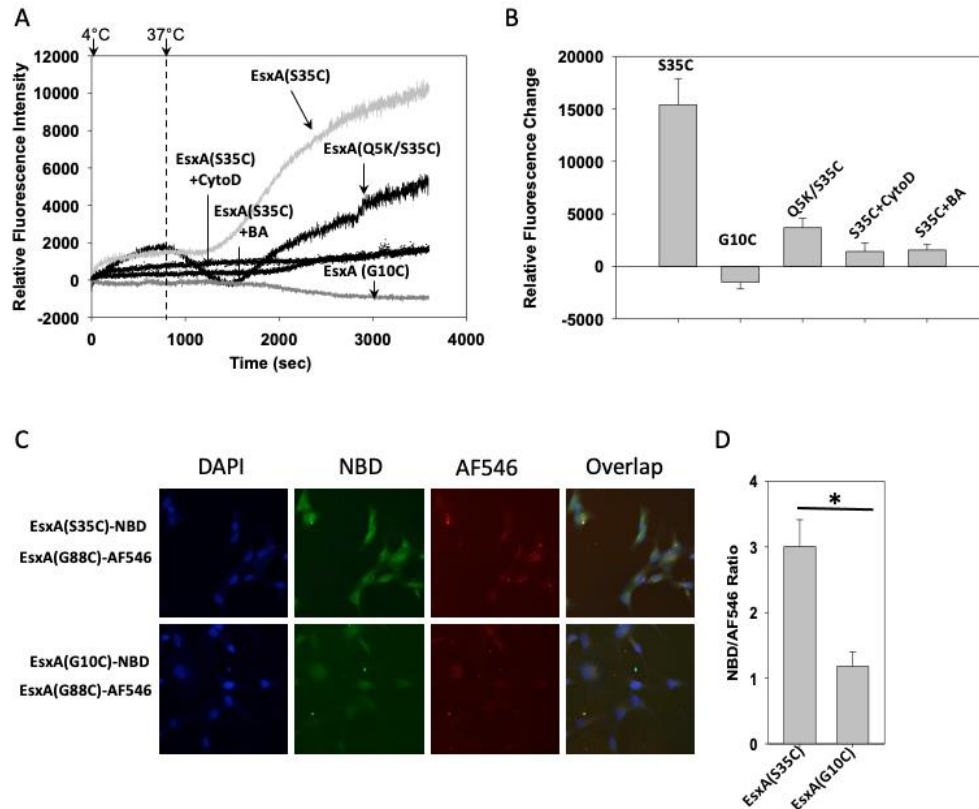 A
4°C 37°C
12000
10000
8000
6000
4000
2000
0
-2000
Relative Fluorescence Intensity
EsxA(S35C)
EsxA(Q5K/S35C)
EsxA(S35C)
+CytoD
EsxA(S35C)
+BA
EsxA (G10C)
0 1000 2000 3000 4000
Time (sec)
B
20000
15000
10000
5000
0
-5000
Relative Fluorescence Change
S35C
G10C
Q5K/S35C
S35C+CytoD
S35C+BA
C
DAPI NBD AF546 Overlap
EsxA(S35C)-NBD
EsxA(G88C)-AF546
EsxA(G10C)-NBD
EsxA(G88C)-AF546
D
4
3
2
1
0
NBD/AF546 Ratio
*
EsxA(S35C)
EsxA(G10C)